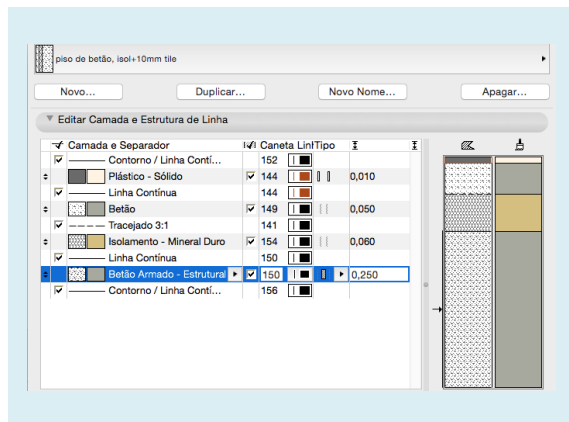 piso de betão, isol+10mm tile
Novo... Duplicar... Novo Nome... Apagar...
Editar Camada e Estrutura de Linha
Camada e Separador Caneta Linh Tipo
Contorno / Linha Contí... 152
Plástico - Sólido 144 0,010
Linha Contínua 144
Betão 149 0,050
Tracejado 3:1 141
Isolamento - Mineral Duro 154 0,060
Linha Contínua 150
Betão Armado - Estrutural 150 0,250
Contorno / Linha Contí... 156